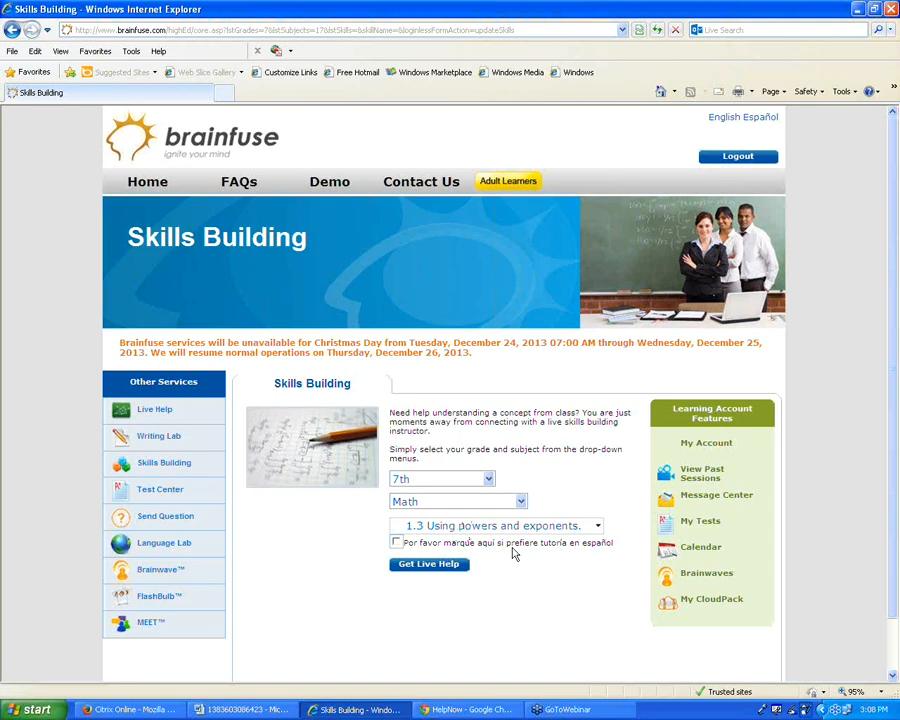 Skills Building - Windows Internet Explorer
http://www.brainfuse.com/highEd/core.asp?lstGrades=7&lstSubjects=17&lstSkills=&skillName=&loginlessFormAction=updateSkills
Live Search
File Edit View Favorites Tools Help
Favorites Suggested Sites Web Slice Gallery Customize Links Free Hotmail Windows Marketplace Windows Media Windows
Skills Building
Page Safety Tools
English Español
brainfuse
ignite your mind
Logout
Home FAQs Demo Contact Us Adult Learners
Skills Building
Brainfuse services will be unavailable for Christmas Day from Tuesday, December 24, 2013 07:00 AM through Wednesday, December 25,
2013. We will resume normal operations on Thursday, December 26, 2013.
Other Services
Live Help
Writing Lab
Skills Building
Test Center
Send Question
Language Lab
Brainwave™
FlashBulb™
MEET™
Skills Building
Need help understanding a concept from class? You are just
moments away from connecting with a live skills building
instructor.
Simply select your grade and subject from the drop-down
menus.
7th
Math
1.3 Using powers and exponents.
Por favor marque aquí si prefiere tutoría en español
Get Live Help
Learning Account
Features
My Account
View Past
Sessions
Message Center
My Tests
Calendar
Brainwaves
My CloudPack
Trusted sites
95%
start
Citrix Online - Mozilla ...
1383603086423 - Mic...
Skills Building - Windo...
HelpNow - Google Ch...
GoToWebinar
3:08 PM